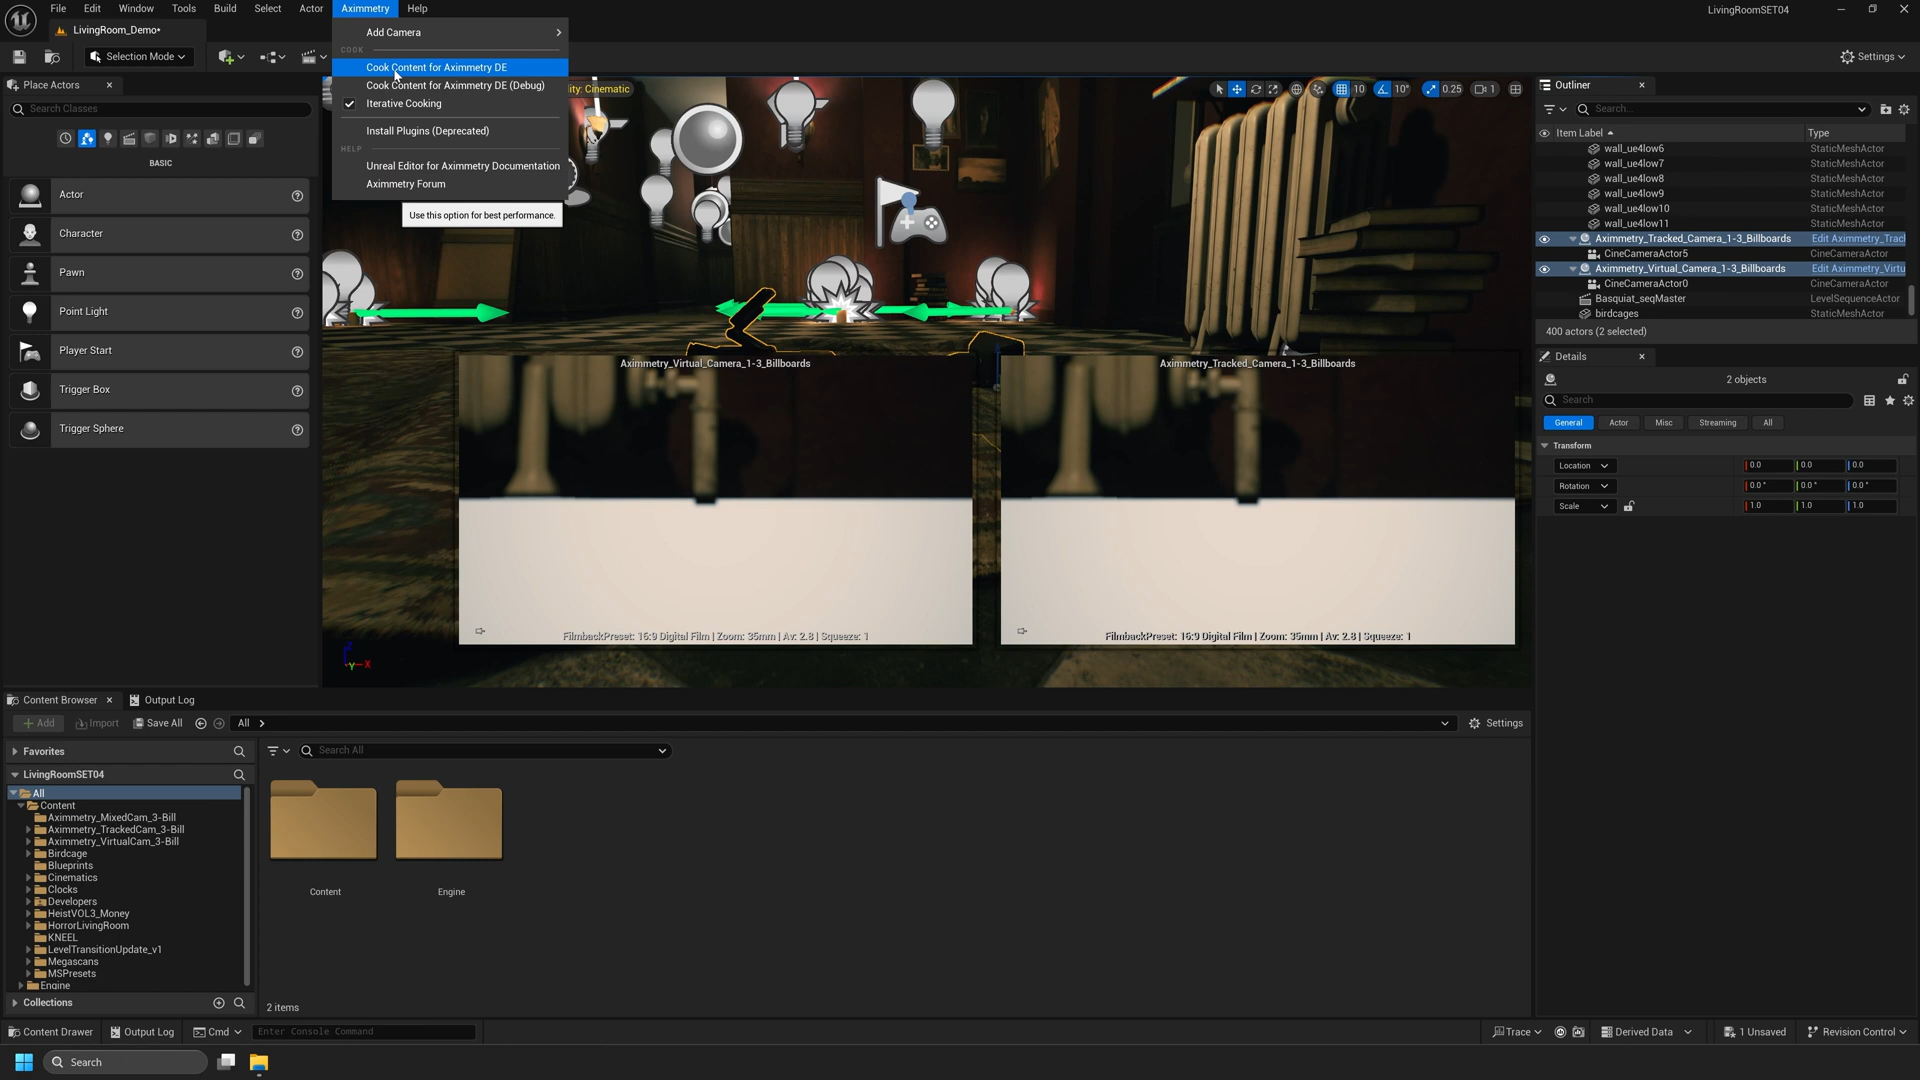 File Edit Window Tools Build Select Actor Aximmetry Help
LivingRoomSET04
LivingRoom_Demo*
Selection Mode
Settings
Add Camera
COOK
Cook Content for Aximmetry DE
Cook Content for Aximmetry DE (Debug)
Iterative Cooking
Install Plugins (Deprecated)
HELP
Unreal Editor for Aximmetry Documentation
Aximmetry Forum
Use this option for best performance.
Place Actors
Search Classes
BASIC
Actor
Character
Pawn
Point Light
Player Start
Trigger Box
Trigger Sphere
ity: Cinematic
10
10°
0.25
1
Aximmetry_Virtual_Camera_1-3_Billboards
FilmbackPreset: 16:9 Digital Film | Zoom: 35mm | Av: 2.8 | Squeeze: 1
Aximmetry_Tracked_Camera_1-3_Billboards
FilmbackPreset: 16:9 Digital Film | Zoom: 35mm | Av: 2.8 | Squeeze: 1
Z
Y X
Outliner
Search...
Item Label Type
wall_ue4low6 StaticMeshActor
wall_ue4low7 StaticMeshActor
wall_ue4low8 StaticMeshActor
wall_ue4low9 StaticMeshActor
wall_ue4low10 StaticMeshActor
wall_ue4low11 StaticMeshActor
Aximmetry_Tracked_Camera_1-3_Billboards Edit Aximmetry_Tracl
CineCameraActor5 CineCameraActor
Aximmetry_Virtual_Camera_1-3_Billboards Edit Aximmetry_Virtu
CineCameraActor0 CineCameraActor
Basquiat_seqMaster LevelSequenceActor
birdcages StaticMeshActor
400 actors (2 selected)
Details
2 objects
Search
General Actor Misc Streaming All
Transform
Location 0.0 0.0 0.0
Rotation 0.0° 0.0° 0.0°
Scale 1.0 1.0 1.0
Content Browser Output Log
Add Import Save All All
Settings
Favorites
LivingRoomSET04
All
Content
Aximmetry_MixedCam_3-Bill
Aximmetry_TrackedCam_3-Bill
Aximmetry_VirtualCam_3-Bill
Birdcage
Blueprints
Cinematics
Clocks
Developers
HeistVOL3_Money
HorrorLivingRoom
KNEEL
LevelTransitionUpdate_v1
Megascans
MSPresets
Engine
Collections
Search All
Content
Engine
2 items
Content Drawer Output Log Cmd Enter Console Command
Trace Derived Data 1 Unsaved Revision Control
Search